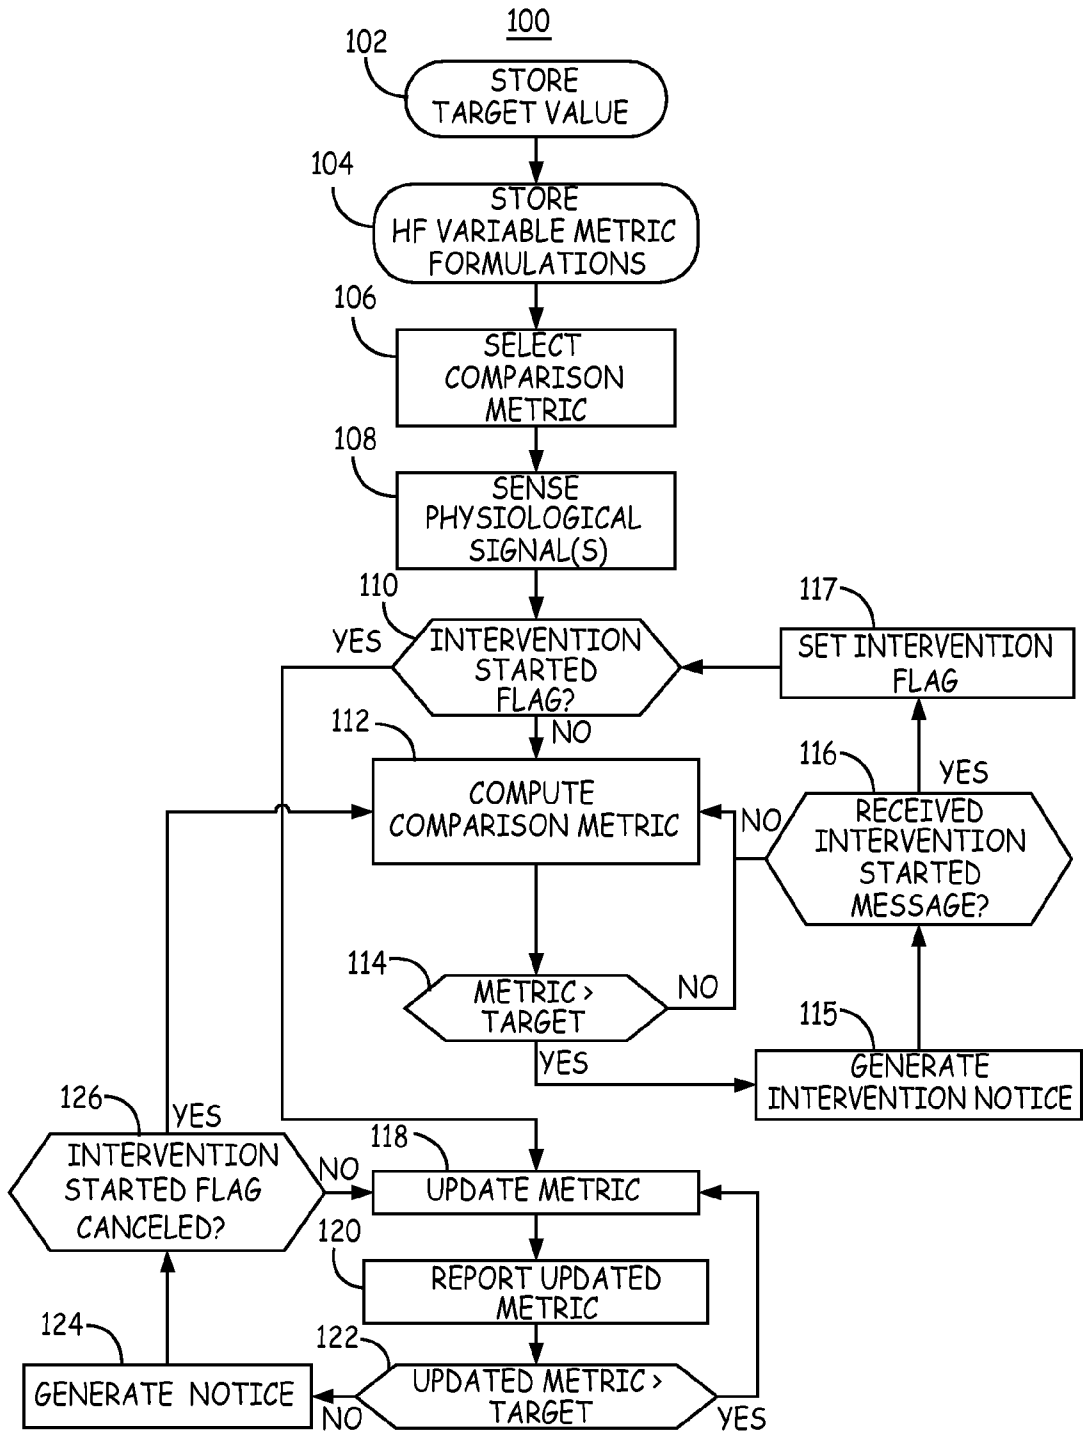 100
102
STORE
TARGET VALUE
104
STORE
HF VARIABLE METRIC
FORMULATIONS
106
SELECT
COMPARISON
METRIC
108
SENSE
PHYSIOLOGICAL
SIGNAL(S)
110
YES
INTERVENTION
STARTED
FLAG?
117
SET INTERVENTION
FLAG
112
NO
COMPUTE
COMPARISON METRIC
116
YES
NO
RECEIVED
INTERVENTION
STARTED
MESSAGE?
114
METRIC >
TARGET
NO
YES
115
GENERATE
INTERVENTION NOTICE
126
YES
INTERVENTION
STARTED FLAG
CANCELED?
NO
118
UPDATE METRIC
120
REPORT UPDATED
METRIC
122
UPDATED METRIC >
TARGET
NO
YES
124
GENERATE NOTICE